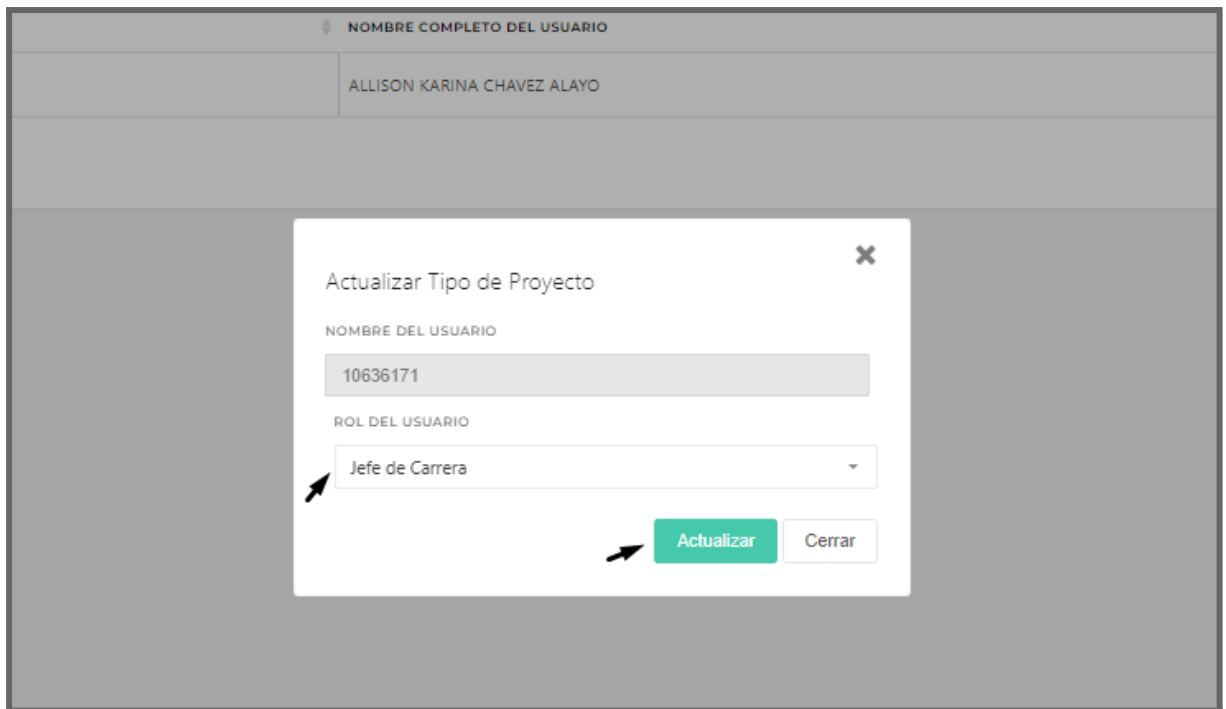 NOMBRE COMPLETO DEL USUARIO
ALLISON KARINA CHAVEZ ALAYO
Actualizar Tipo de Proyecto
NOMBRE DEL USUARIO
10636171
ROL DEL USUARIO
Jefe de Carrera
Actualizar Cerrar